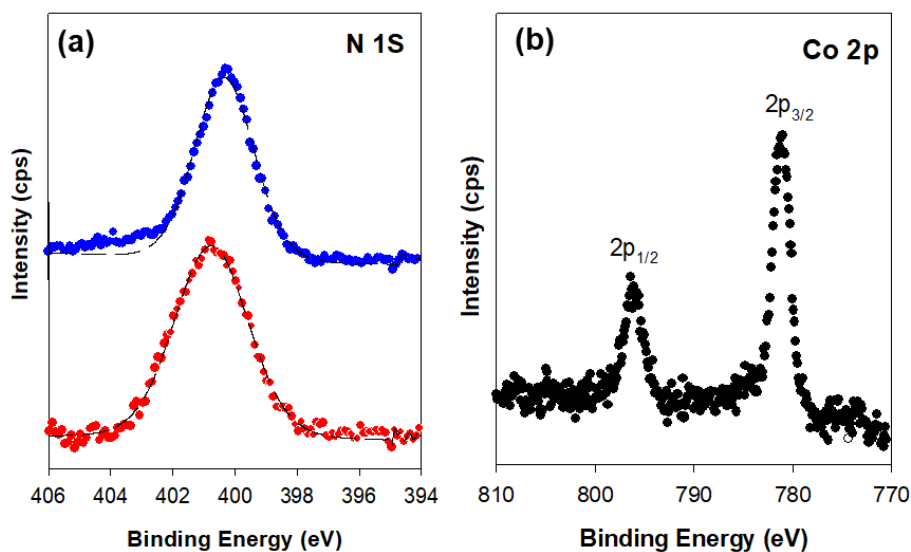 (a)
N 1S
Intensity (cps)
406 404 402 400 398 396 394
Binding Energy (eV)
(b)
Co 2p
2p3/2
2p1/2
Intensity (cps)
810 800 790 780 770
Binding Energy (eV)